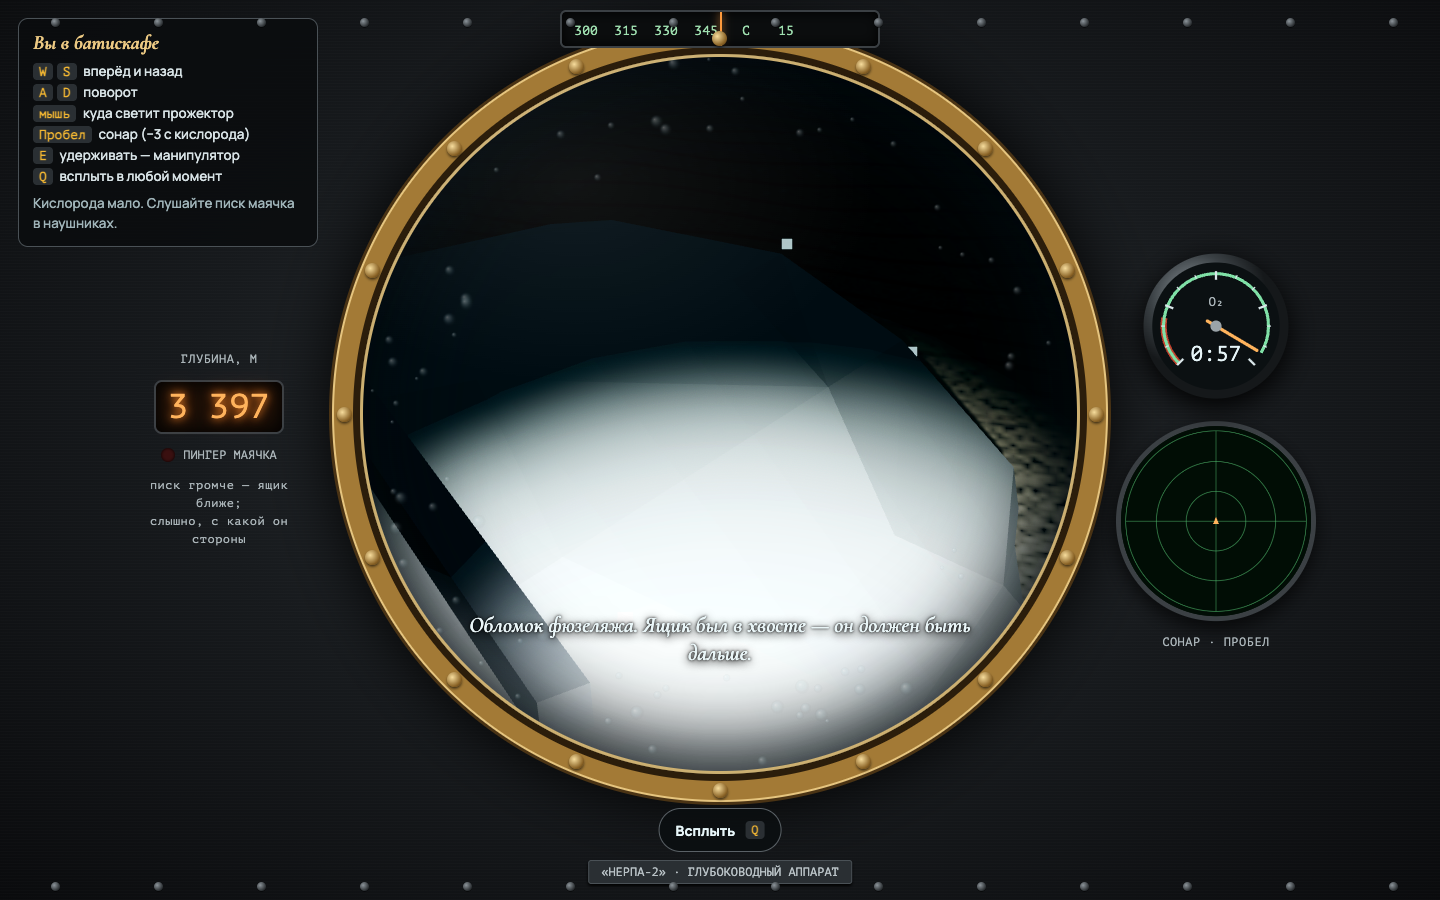 Вы в батискафе
W S вперёд и назад
A D поворот
мышь куда светит прожектор
Пробел сонар (−3 с кислорода)
E удерживать — манипулятор
Q всплыть в любой момент
Кислорода мало. Слушайте писк маячка
в наушниках.
300 315 330 345 С 15
ГЛУБИНА, М
3 397
ПИНГЕР МАЯЧКА
писк громче — ящик
ближе;
слышно, с какой он
стороны
O₂
0:57
СОНАР · ПРОБЕЛ
Обломок фюзеляжа. Ящик был в хвосте — он должен быть
дальше.
Всплыть Q
«НЕРПА-2» · ГЛУБОКОВОДНЫЙ АППАРАТ